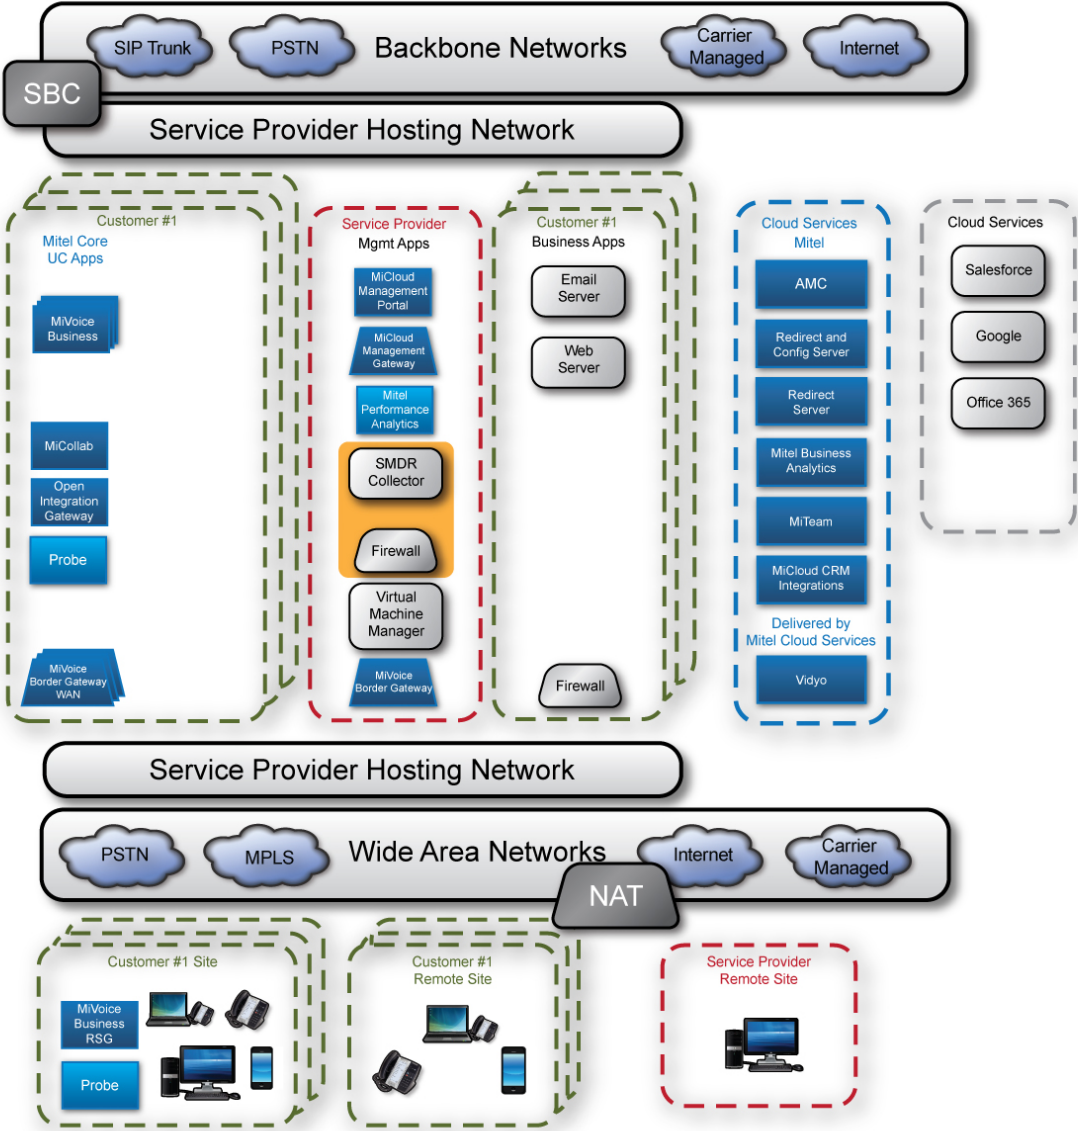 SIP Trunk
PSTN
Backbone Networks
Carrier
Managed
Internet
SBC
Service Provider Hosting Network
Customer #1
Mitel Core
UC Apps
MiVoice
Business
MiCollab
Open
Integration
Gateway
Probe
MiVoice
Border Gateway
WAN
Service Provider
Mgmt Apps
MiCloud
Management
Portal
MiCloud
Management
Gateway
Mitel
Performance
Analytics
SMDR
Collector
Firewall
Virtual
Machine
Manager
MiVoice
Border Gateway
Customer #1
Business Apps
Email
Server
Web
Server
Firewall
Cloud Services
Mitel
AMC
Redirect and
Config Server
Redirect
Server
Mitel Business
Analytics
MiTeam
MiCloud CRM
Integrations
Delivered by
Mitel Cloud Services
Vidyo
Cloud Services
Salesforce
Google
Office 365
Service Provider Hosting Network
PSTN
MPLS
Wide Area Networks
Internet
Carrier
Managed
NAT
Customer #1 Site
MiVoice
Business
RSG
Probe
Customer #1
Remote Site
Service Provider
Remote Site